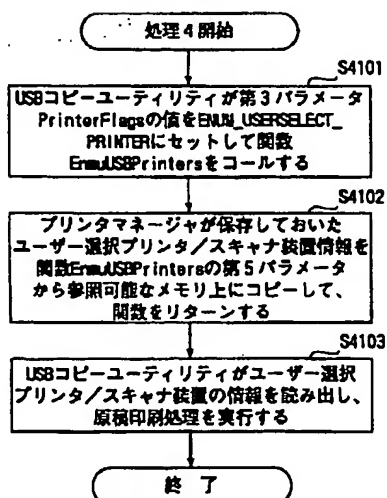 処理4開始
S4101
USBコピーユーティリティが第3パラメータ
PrinterFlagsの値をENUM_USERSELECT_
PRINTERにセットして関数
EnmuUSBPrintersをコールする
S4102
プリンタマネージャが保存しておいた
ユーザー選択プリンタ/スキャナ装置情報を
関数EnmuUSBPrintersの第5パラメータ
から参照可能なメモリ上にコピーして、
関数をリターンする
S4103
USBコピーユーティリティがユーザー選択
プリンタ/スキャナ装置の情報を読み出し、
原稿印刷処理を実行する
終了